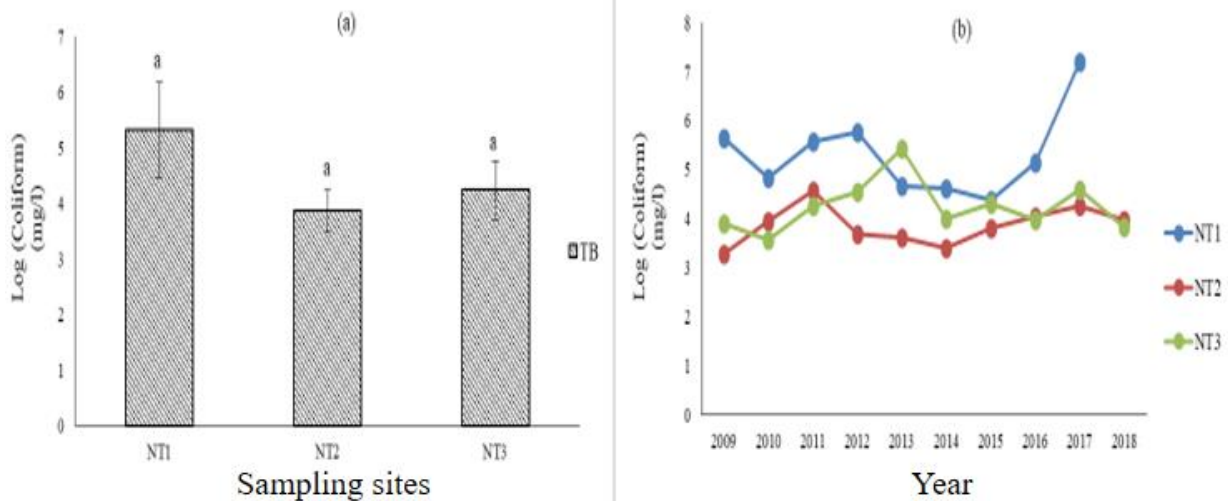 (a)
7
6
5
4
3
2
1
0
Log (Coliform)
(mg/l)
a
a
a
TB
NT1
NT2
NT3
Sampling sites
(b)
8
7
6
5
4
3
2
1
0
Log (Coliform)
(mg/l)
NT1
NT2
NT3
2009 2010 2011 2012 2013 2014 2015 2016 2017 2018
Year